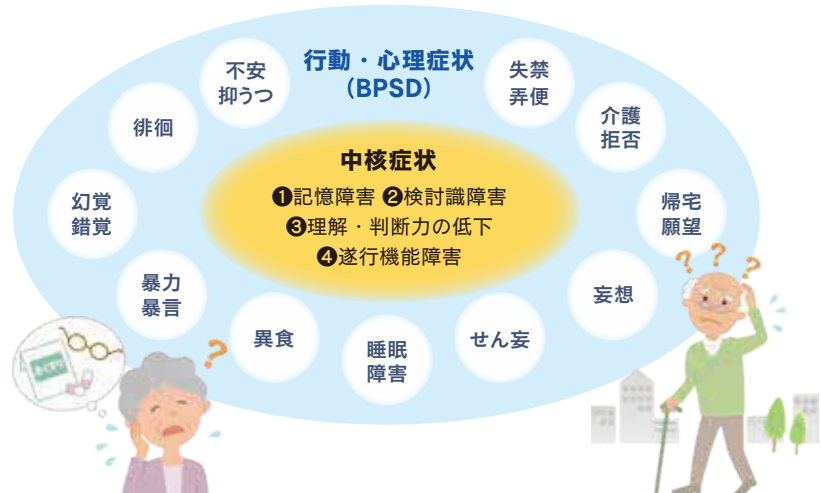 行動・心理症状
(BPSD)
不安
抑うつ
失禁
弄便
徘徊
介護
拒否
幻覚
錯覚
帰宅
願望
中核症状
❶記憶障害 ❷検討識障害
❸理解・判断力の低下
❹遂行機能障害
暴力
暴言
妄想
異食
睡眠
障害
せん妄
?
? ? ?